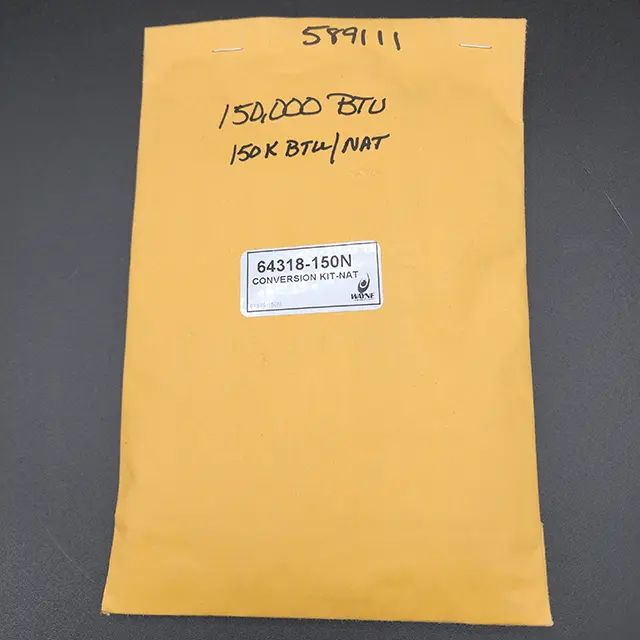 589111
150,000 BTU
150K BTU/NAT
64318-150N
CONVERSION KIT-NAT
WAYNE